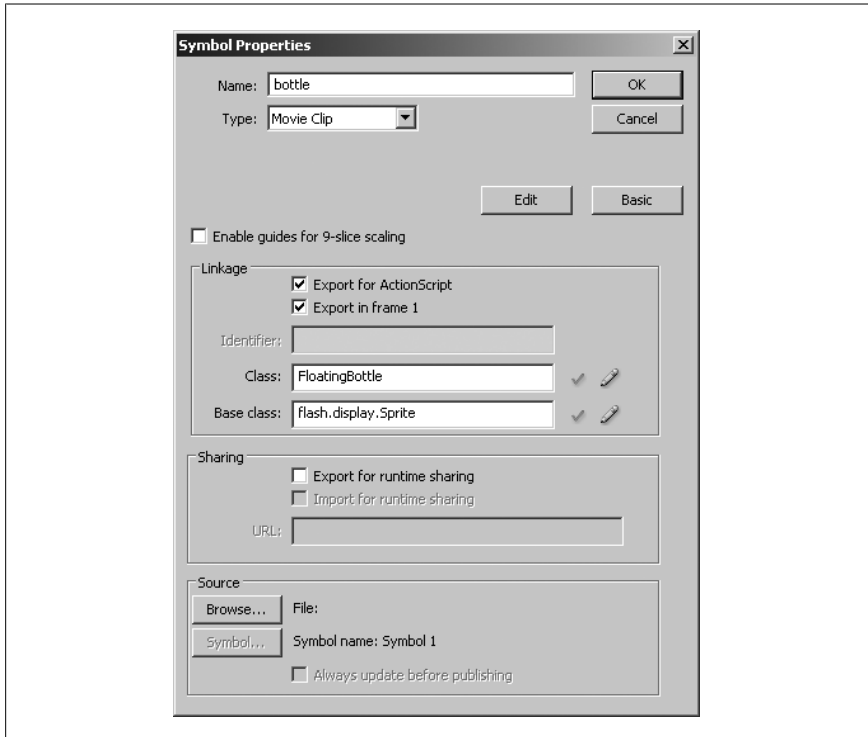 Symbol Properties
Name: bottle
OK
Type: Movie Clip
Cancel
Edit
Basic
Enable guides for 9-slice scaling
Linkage
Export for ActionScript
Export in frame 1
Identifier:
Class: FloatingBottle
Base class: flash.display.Sprite
Sharing
Export for runtime sharing
Import for runtime sharing
URL:
Source
Browse... File:
Symbol... Symbol name: Symbol 1
Always update before publishing